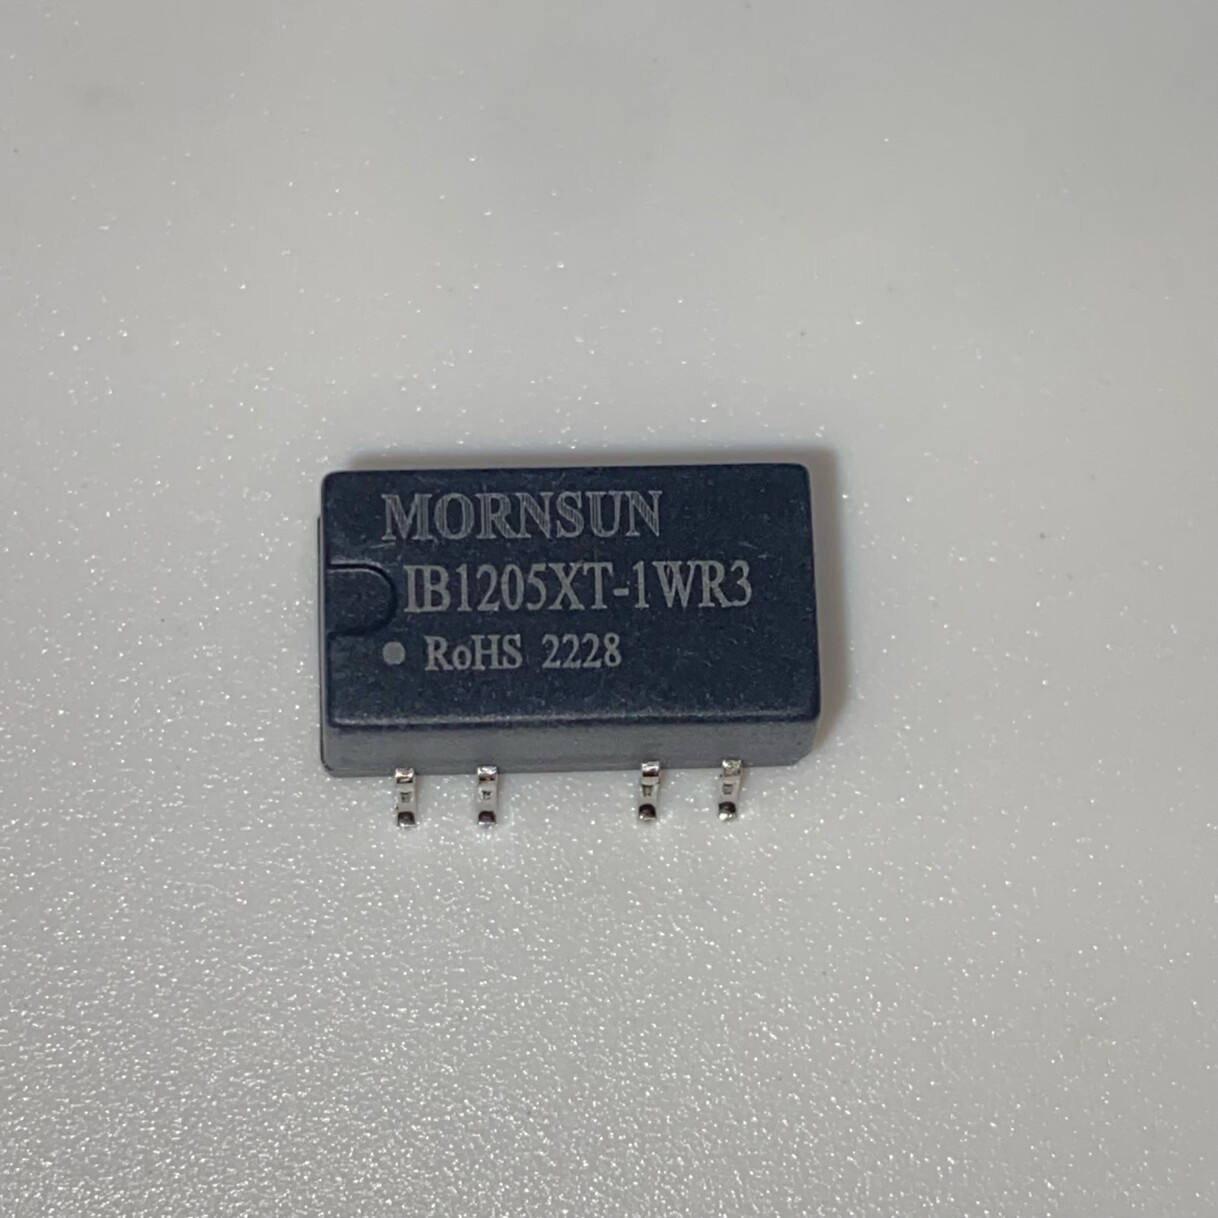 MORNSUN
IB1205XT-1WR3
RoHS 2228